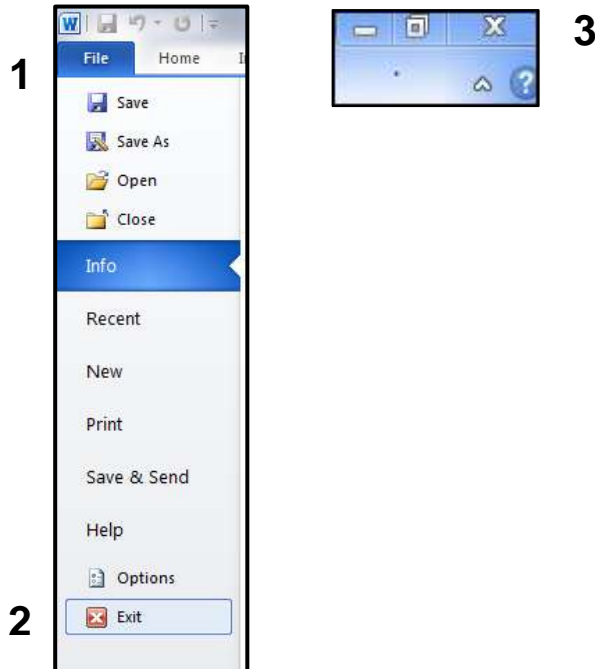 W
File Home
1
Save
Save As
Open
Close
Info
Recent
New
Print
Save & Send
Help
Options
2
Exit
3
X
?